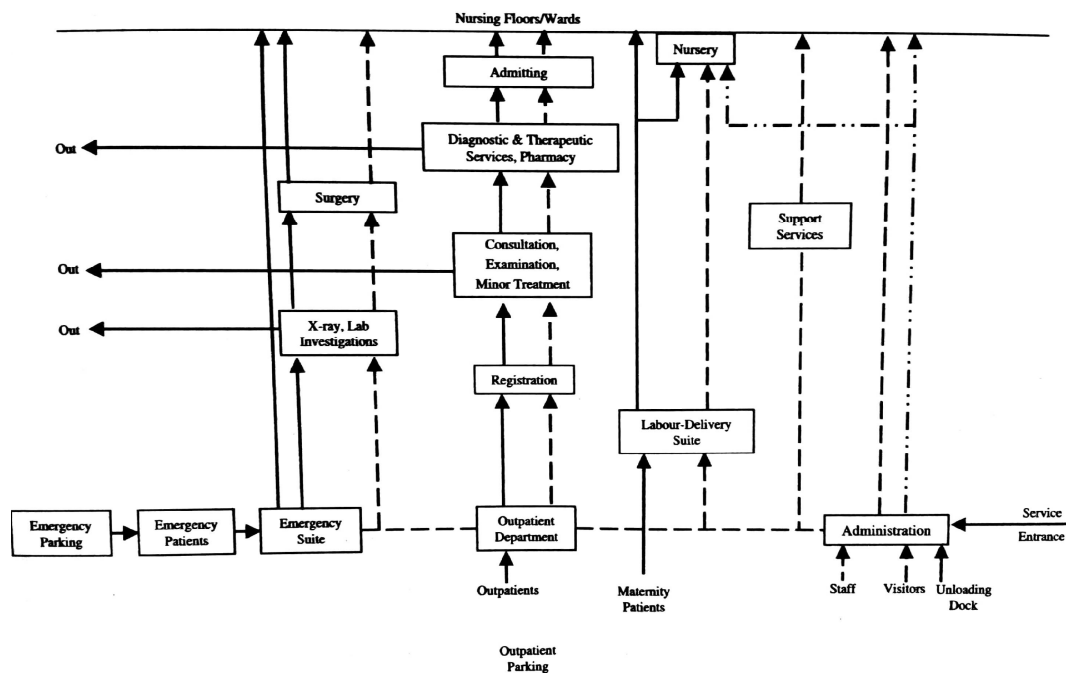 Nursing Floors/Wards
Nursery
Admitting
Diagnostic & Therapeutic
Services, Pharmacy
Out
Surgery
Support
Services
Consultation,
Examination,
Minor Treatment
Out
X-ray, Lab
Investigations
Out
Registration
Labour-Delivery
Suite
Emergency
Parking
Emergency
Patients
Emergency
Suite
Outpatient
Department
Administration
Service
Entrance
Outpatients
Maternity
Patients
Staff
Visitors
Unloading
Dock
Outpatient
Parking